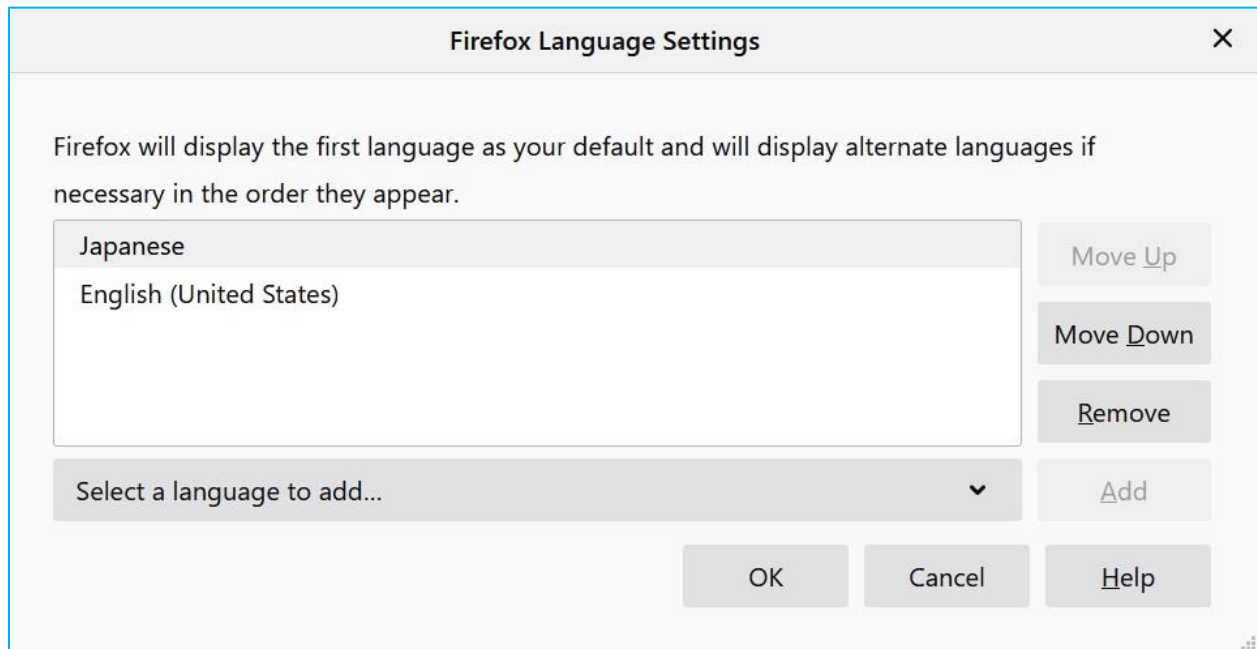 Firefox Language Settings
Firefox will display the first language as your default and will display alternate languages if
necessary in the order they appear.
Japanese
Move Up
English (United States)
Move Down
Remove
Select a language to add...
Add
OK
Cancel
Help